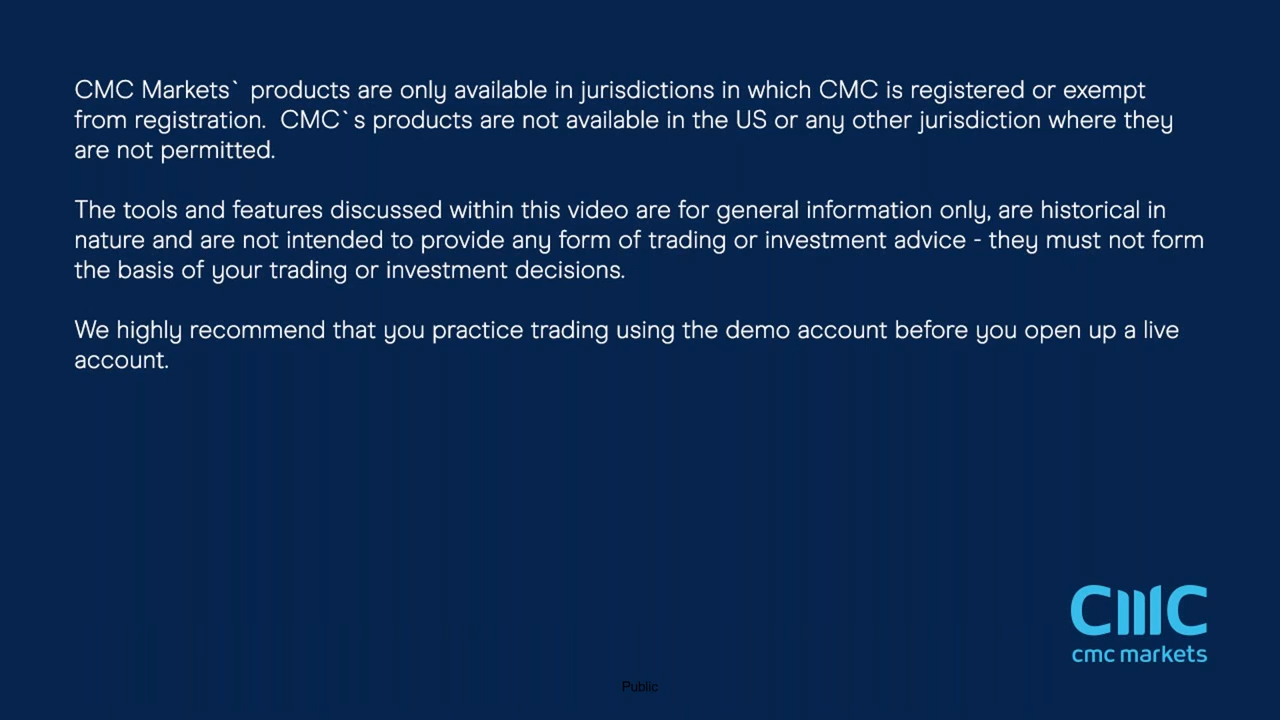 CMC Markets` products are only available in jurisdictions in which CMC is registered or exempt
from registration.  CMC`s products are not available in the US or any other jurisdiction where they
are not permitted.
The tools and features discussed within this video are for general information only, are historical in
nature and are not intended to provide any form of trading or investment advice - they must not form
the basis of your trading or investment decisions.
We highly recommend that you practice trading using the demo account before you open up a live
account.
CMC
cmc markets
Public